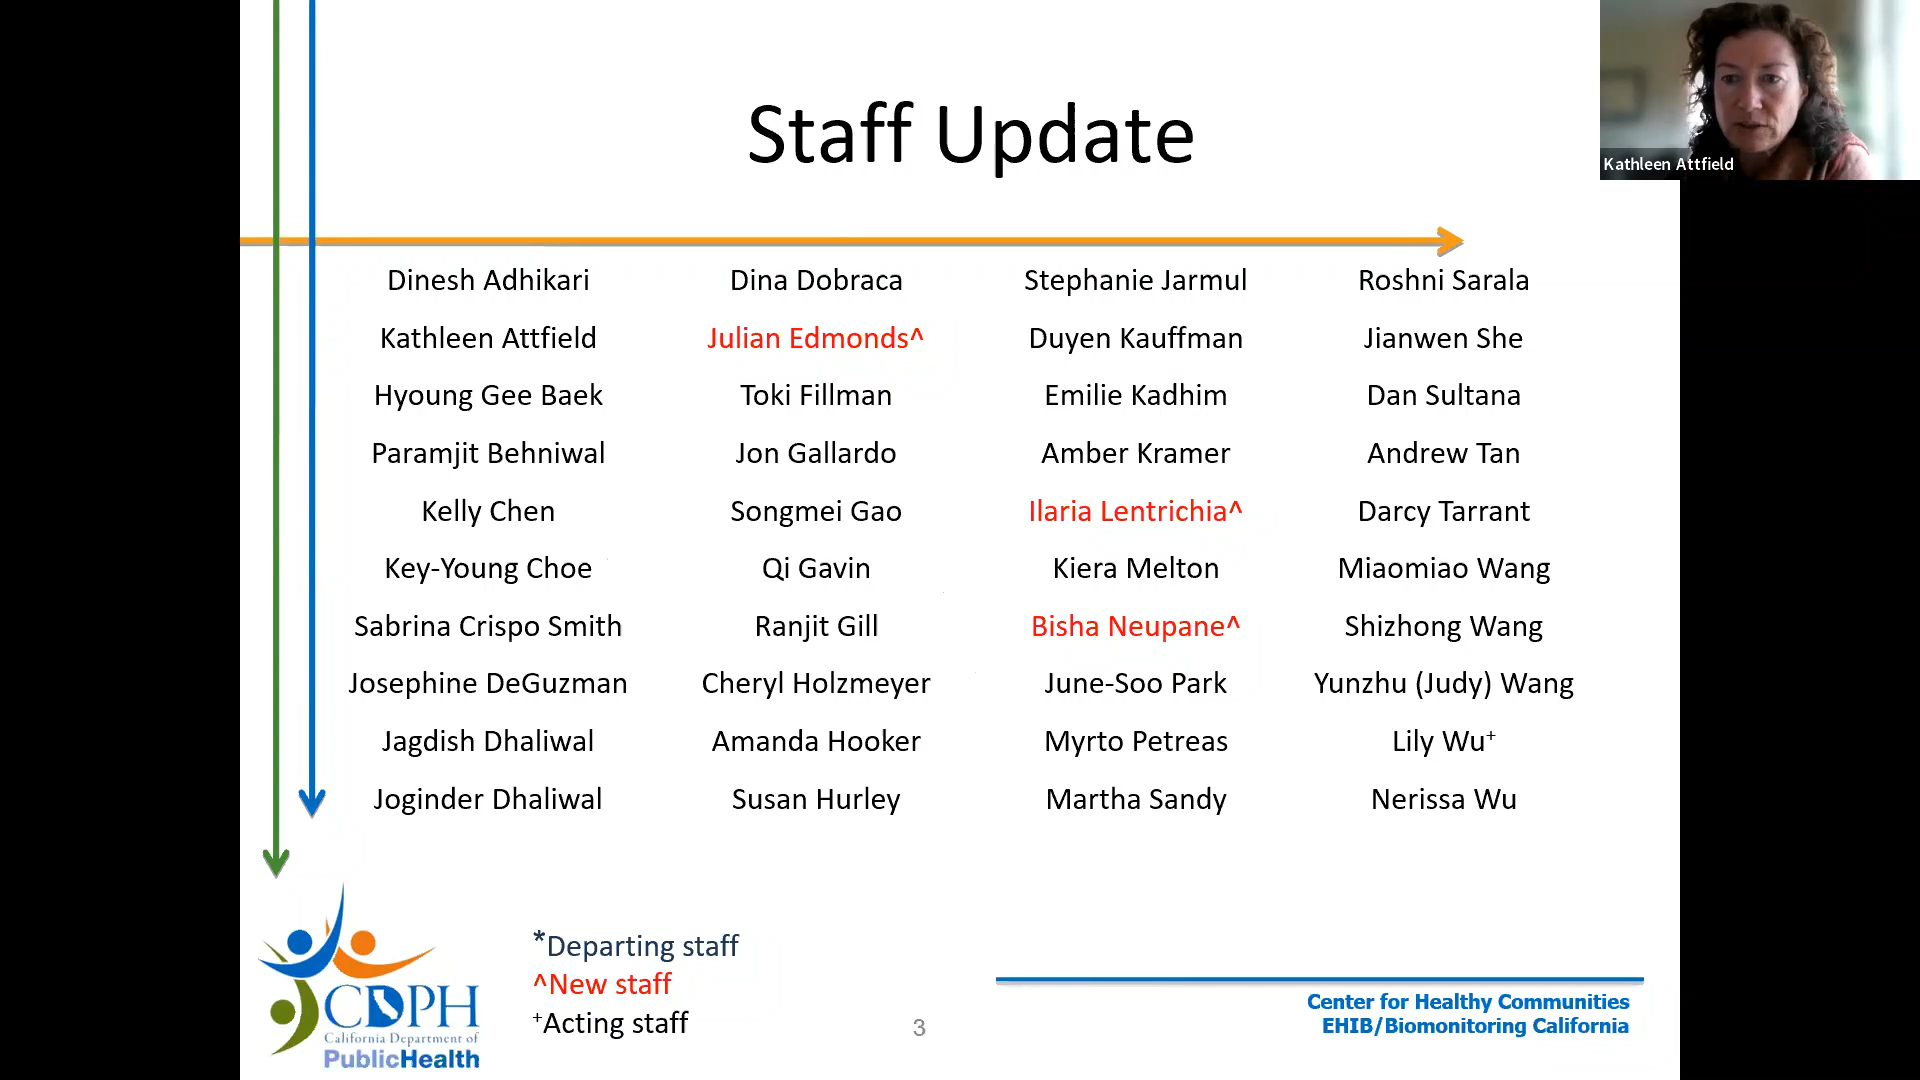 Staff Update
Kathleen Attfield
Dinesh Adhikari Dina Dobraca Stephanie Jarmul Roshni Sarala
Kathleen Attfield Julian Edmonds^ Duyen Kauffman Jianwen She
Hyoung Gee Baek Toki Fillman Emilie Kadhim Dan Sultana
Paramjit Behniwal Jon Gallardo Amber Kramer Andrew Tan
Kelly Chen Songmei Gao Ilaria Lentrichia^ Darcy Tarrant
Key-Young Choe Qi Gavin Kiera Melton Miaomiao Wang
Sabrina Crispo Smith Ranjit Gill Bisha Neupane^ Shizhong Wang
Josephine DeGuzman Cheryl Holzmeyer June-Soo Park Yunzhu (Judy) Wang
Jagdish Dhaliwal Amanda Hooker Myrto Petreas Lily Wu+
Joginder Dhaliwal Susan Hurley Martha Sandy Nerissa Wu
*Departing staff
^New staff
+Acting staff
CDPH
California Department of
PublicHealth
3
Center for Healthy Communities
EHIB/Biomonitoring California